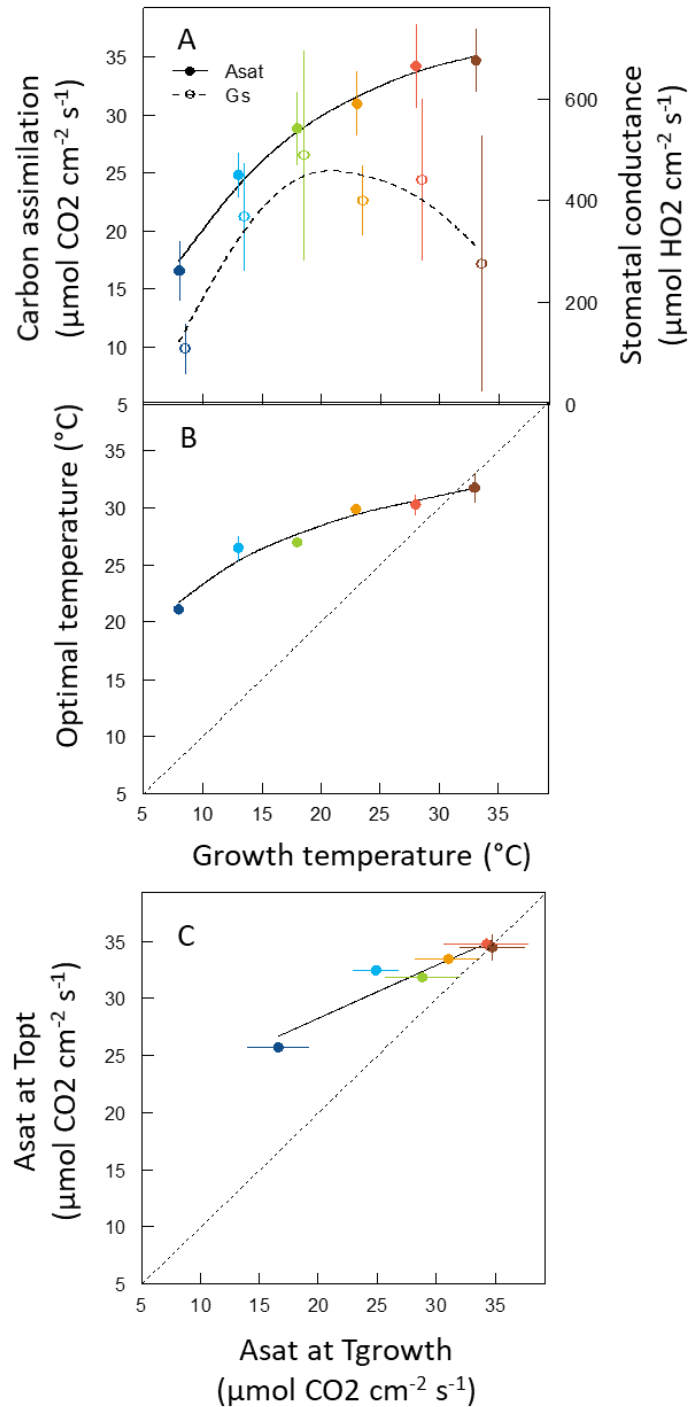 A
Asat
Gs
Carbon assimilation
(µmol CO2 cm⁻² s⁻¹)
35
30
25
20
15
10
5
Stomatal conductance
(µmol HO2 cm⁻² s⁻¹)
600
400
200
0
B
Optimal temperature (°C)
35
30
25
20
15
10
5
5 10 15 20 25 30 35
Growth temperature (°C)
C
Asat at Topt
(µmol CO2 cm⁻² s⁻¹)
35
30
25
20
15
10
5
5 10 15 20 25 30 35
Asat at Tgrowth
(µmol CO2 cm⁻² s⁻¹)